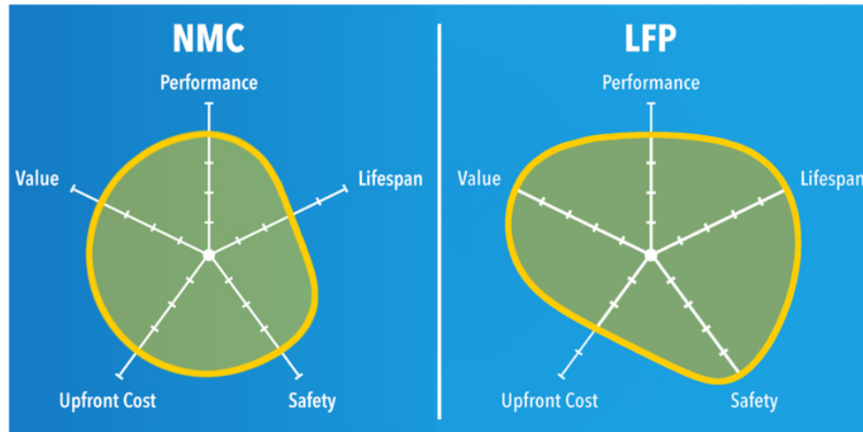 NMC
Performance
Value
Lifespan
Upfront Cost
Safety
LFP
Performance
Value
Lifespan
Upfront Cost
Safety